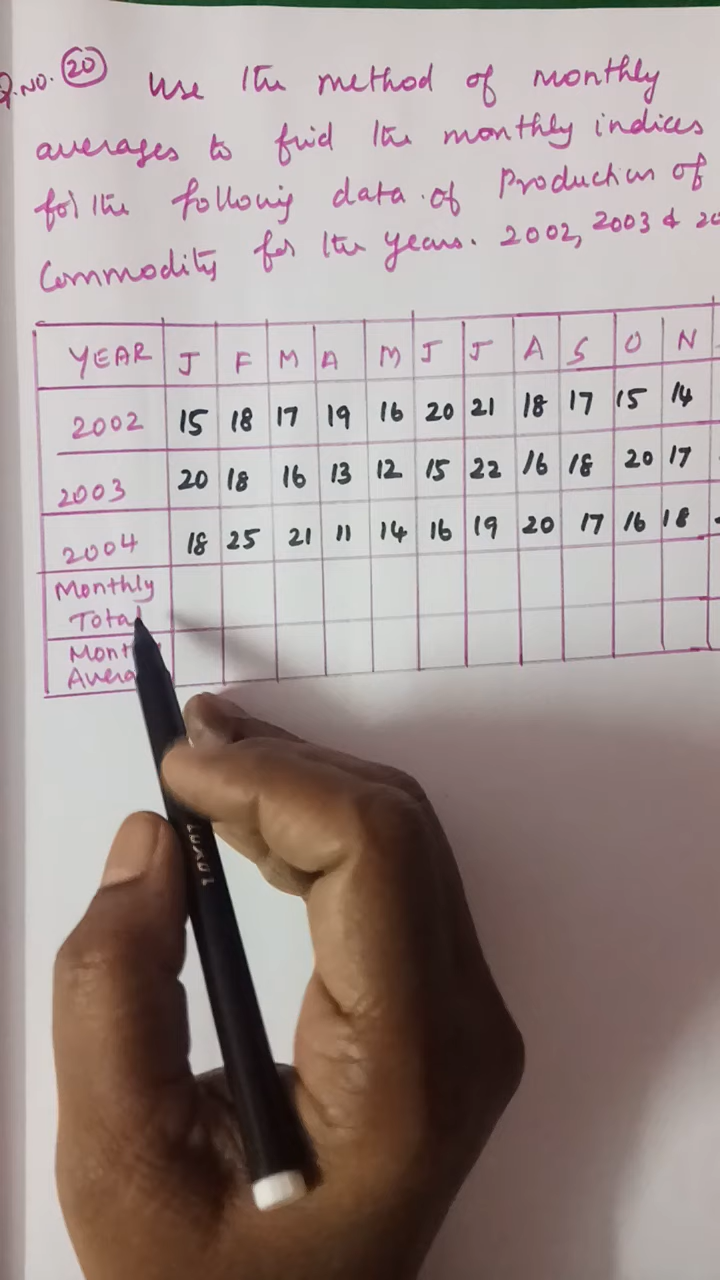 Q.NO. 20 Use the method of monthly
averages to find the monthly indices
for the following data of Production of
Commodity for the years. 2002, 2003 &
YEAR J F M A M J J A S O N
2002 15 18 17 19 16 20 21 18 17 15 14
2003 20 18 16 13 12 15 22 16 18 20 17
2004 18 25 21 11 14 16 19 20 17 16 18
Monthly
Total
LUXOR